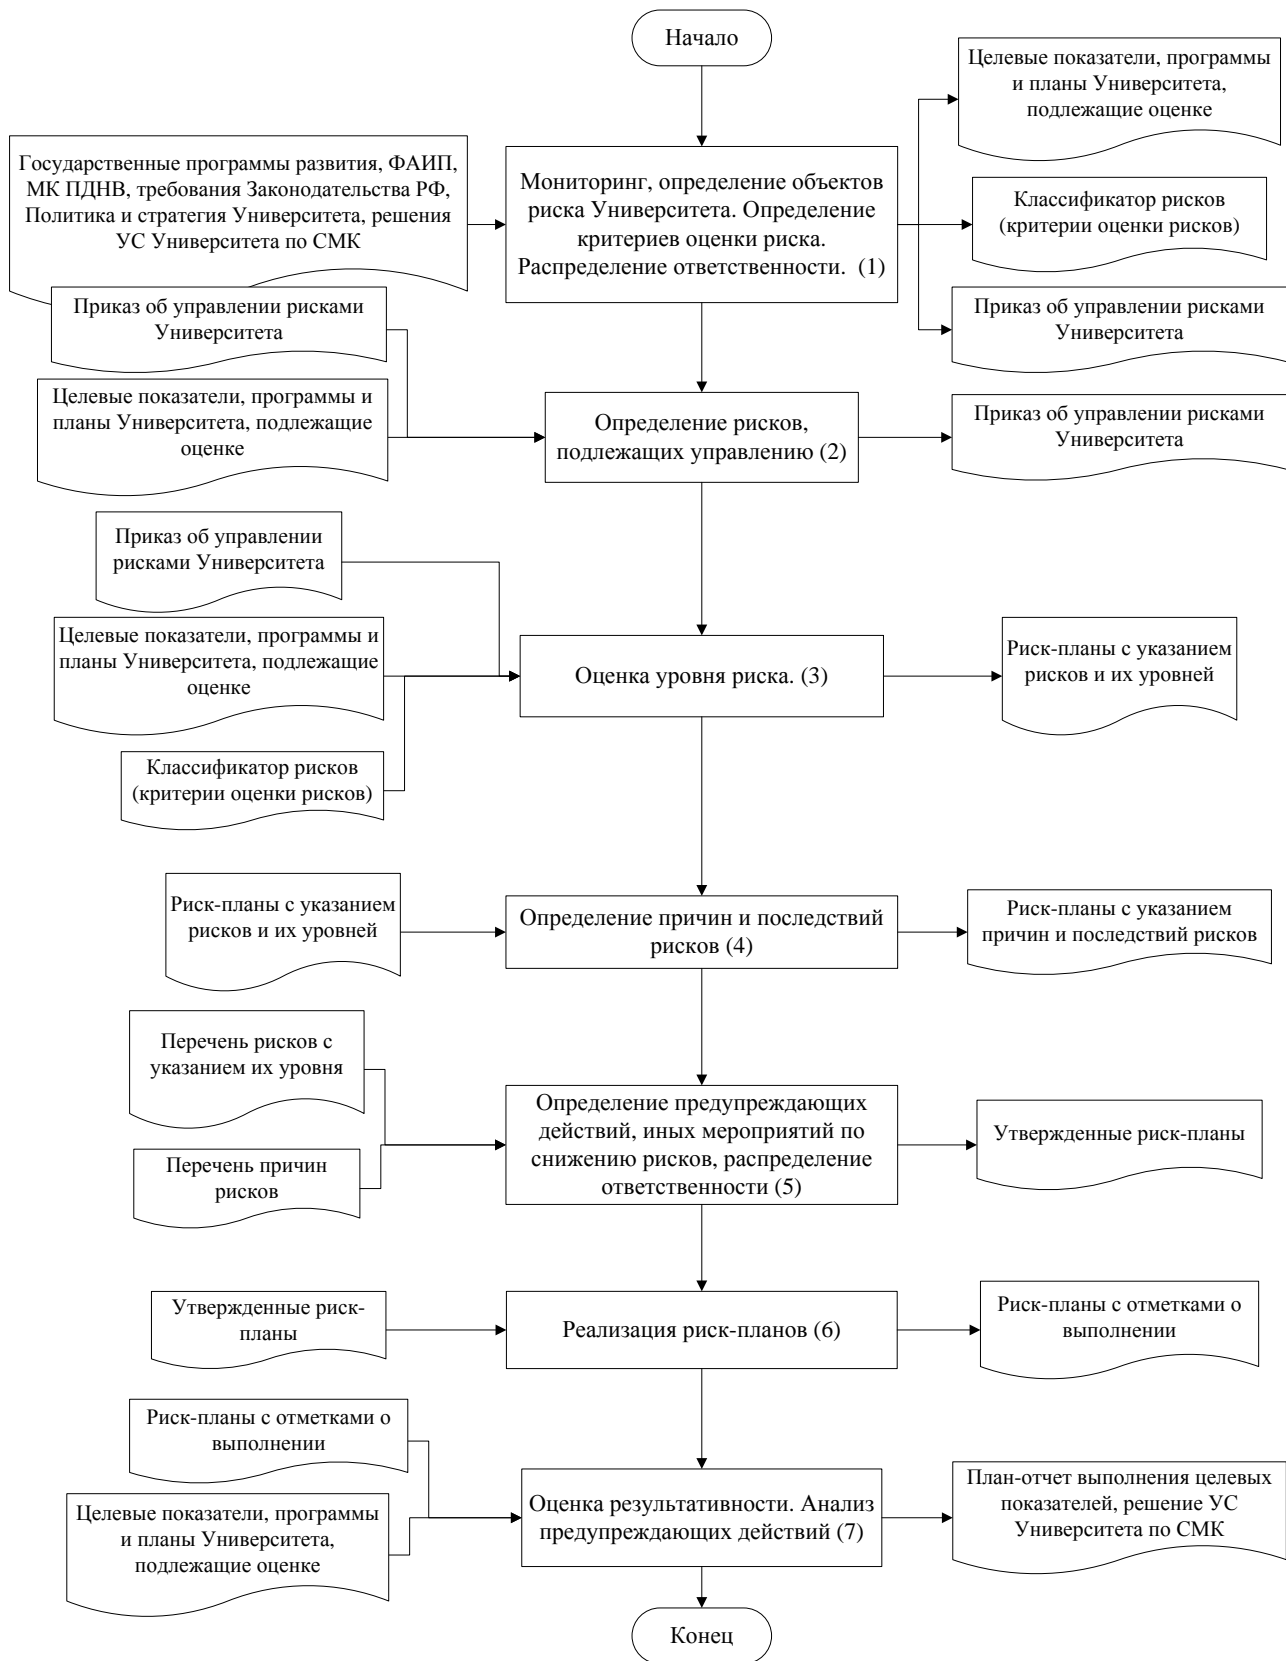 Начало
Целевые показатели, программы
и планы Университета,
подлежащие оценке
Государственные программы развития, ФАИП,
МК ПДНВ, требования Законодательства РФ,
Политика и стратегия Университета, решения
УС Университета по СМК
Мониторинг, определение объектов
риска Университета. Определение
критериев оценки риска.
Распределение ответственности. (1)
Классификатор рисков
(критерии оценки рисков)
Приказ об управлении рисками
Университета
Приказ об управлении рисками
Университета
Целевые показатели, программы и
планы Университета, подлежащие
оценке
Определение рисков,
подлежащих управлению (2)
Приказ об управлении рисками
Университета
Приказ об управлении
рисками Университета
Целевые показатели, программы и
планы Университета, подлежащие
оценке
Классификатор рисков
(критерии оценки рисков)
Оценка уровня риска. (3)
Риск-планы с указанием
рисков и их уровней
Риск-планы с указанием
рисков и их уровней
Определение причин и последствий
рисков (4)
Риск-планы с указанием
причин и последствий рисков
Перечень рисков с
указанием их уровня
Перечень причин
рисков
Определение предупреждающих
действий, иных мероприятий по
снижению рисков, распределение
ответственности (5)
Утвержденные риск-планы
Утвержденные риск-
планы
Реализация риск-планов (6)
Риск-планы с отметками о
выполнении
Риск-планы с отметками о
выполнении
Целевые показатели, программы
и планы Университета,
подлежащие оценке
Оценка результативности. Анализ
предупреждающих действий (7)
План-отчет выполнения целевых
показателей, решение УС
Университета по СМК
Конец